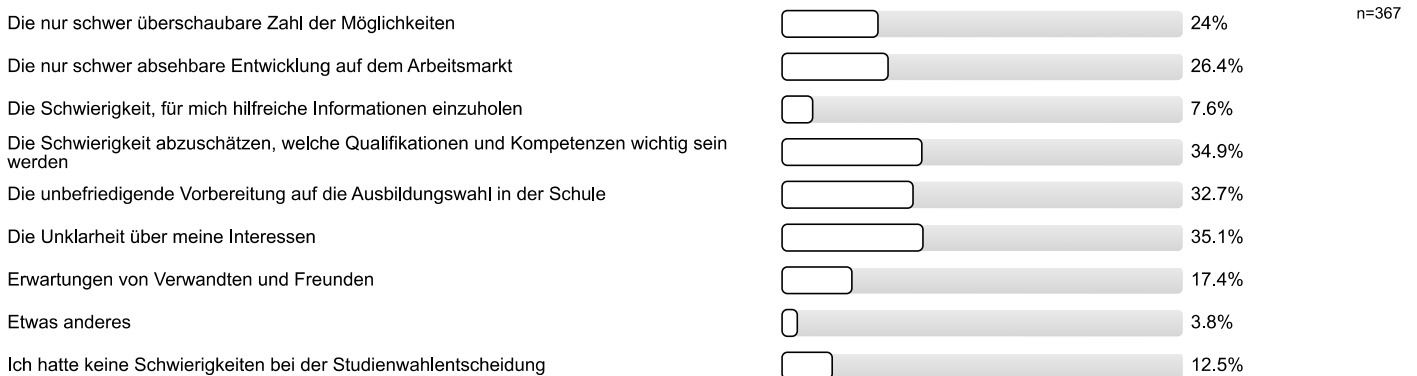 Die nur schwer überschaubare Zahl der Möglichkeiten 24% n=367
Die nur schwer absehbare Entwicklung auf dem Arbeitsmarkt 26.4%
Die Schwierigkeit, für mich hilfreiche Informationen einzuholen 7.6%
Die Schwierigkeit abzuschätzen, welche Qualifikationen und Kompetenzen wichtig sein
werden 34.9%
Die unbefriedigende Vorbereitung auf die Ausbildungswahl in der Schule 32.7%
Die Unklarheit über meine Interessen 35.1%
Erwartungen von Verwandten und Freunden 17.4%
Etwas anderes 3.8%
Ich hatte keine Schwierigkeiten bei der Studienwahlentscheidung 12.5%